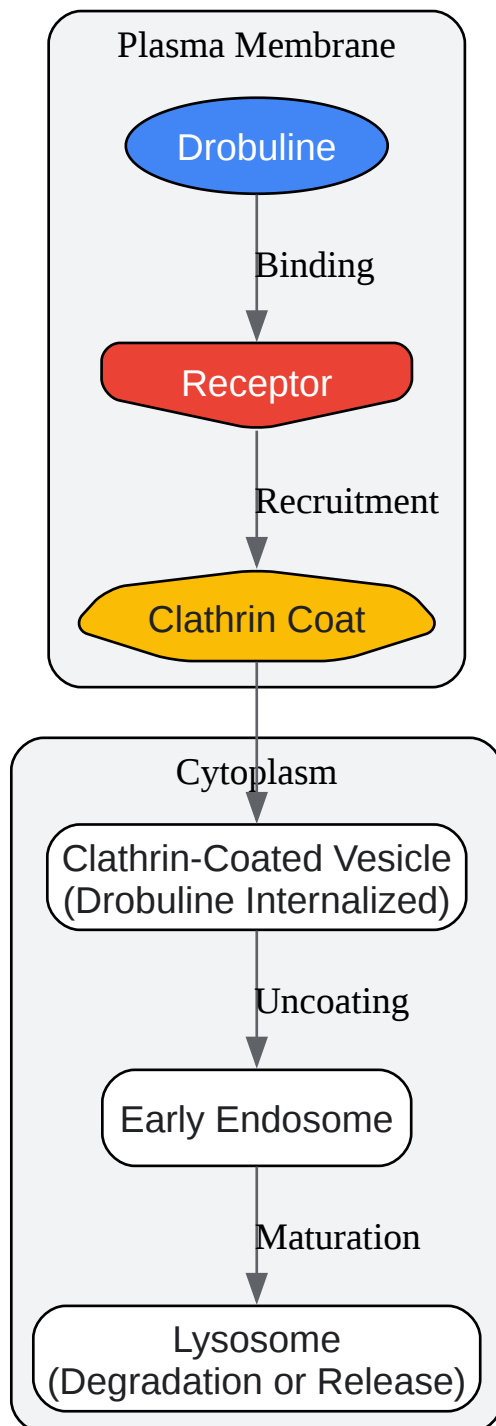 Plasma Membrane
Drobuline
Binding
Receptor
Recruitment
Clathrin Coat
Cytoplasm
Clathrin-Coated Vesicle
(Drobuline Internalized)
Uncoating
Early Endosome
Maturation
Lysosome
(Degradation or Release)